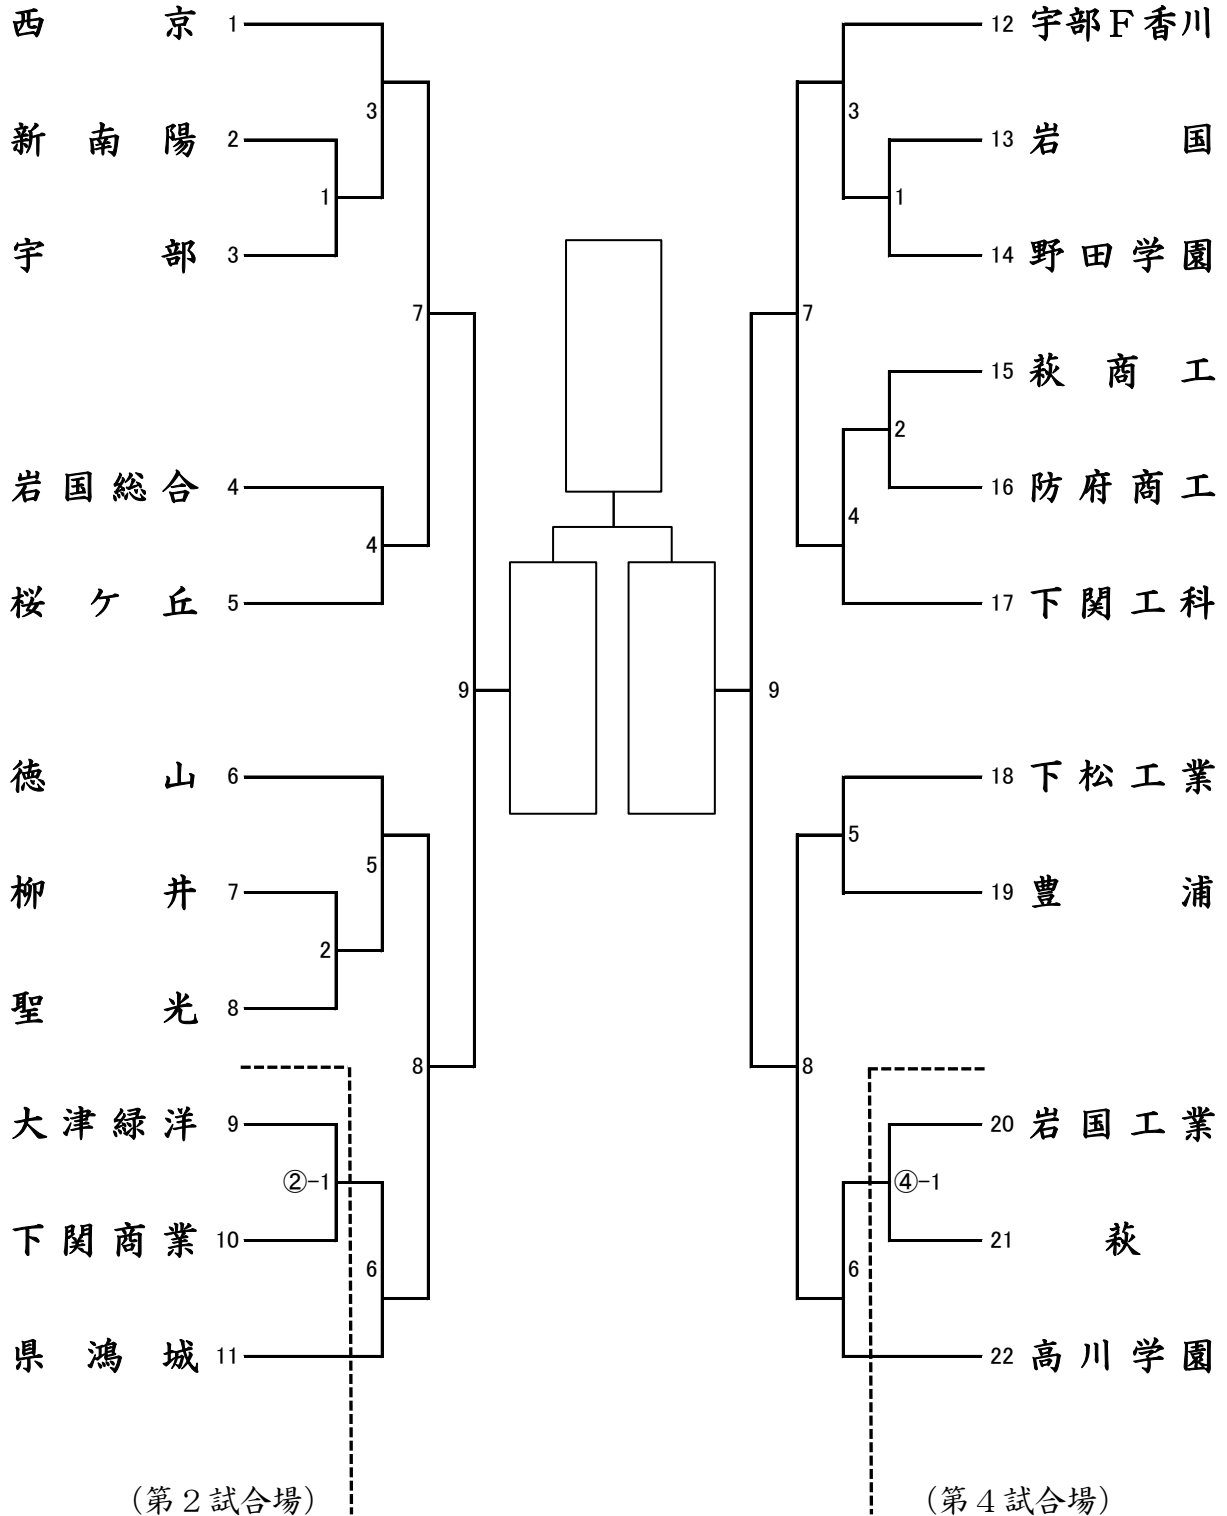 西京 1
3
新南陽 2
1
宇部 3
7
岩国総合 4
4
桜ケ丘 5
9
徳山 6
5
柳井 7
2
聖光 8
8
大津緑洋 9
②-1
下関商業 10
6
県鴻城 11
(第2試合場)
12 宇部F香川
3
13 岩国
1
14 野田学園
7
15 萩商工
2
16 防府商工
4
17 下関工科
9
18 下松工業
5
19 豊浦
8
20 岩国工業
④-1
21 萩
6
22 高川学園
(第4試合場)